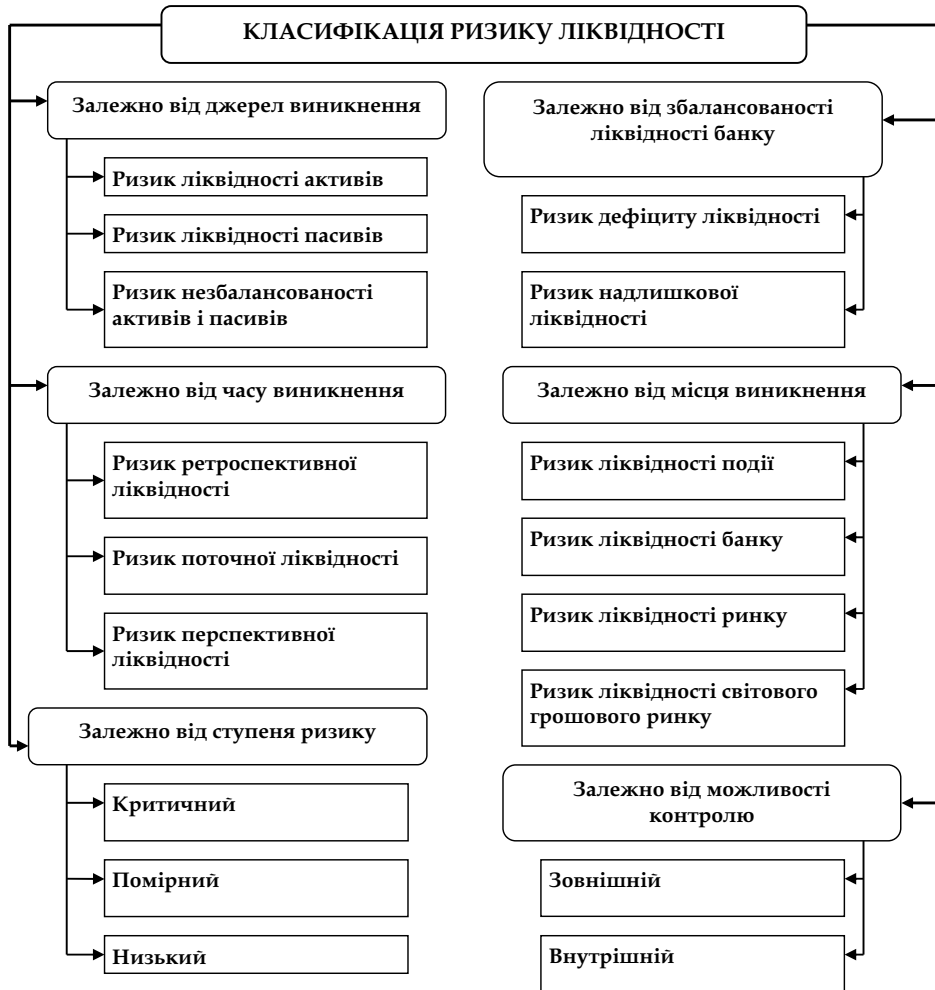 КЛАСИФІКАЦІЯ РИЗИКУ ЛІКВІДНОСТІ
Залежно від джерел виникнення
Ризик ліквідності активів
Ризик ліквідності пасивів
Ризик незбалансованості
активів і пасивів
Залежно від часу виникнення
Ризик ретроспективної
ліквідності
Ризик поточної ліквідності
Ризик перспективної
ліквідності
Залежно від ступеня ризику
Критичний
Помірний
Низький
Залежно від збалансованості
ліквідності банку
Ризик дефіциту ліквідності
Ризик надлишкової
ліквідності
Залежно від місця виникнення
Ризик ліквідності події
Ризик ліквідності банку
Ризик ліквідності ринку
Ризик ліквідності світового
грошового ринку
Залежно від можливості
контролю
Зовнішній
Внутрішній